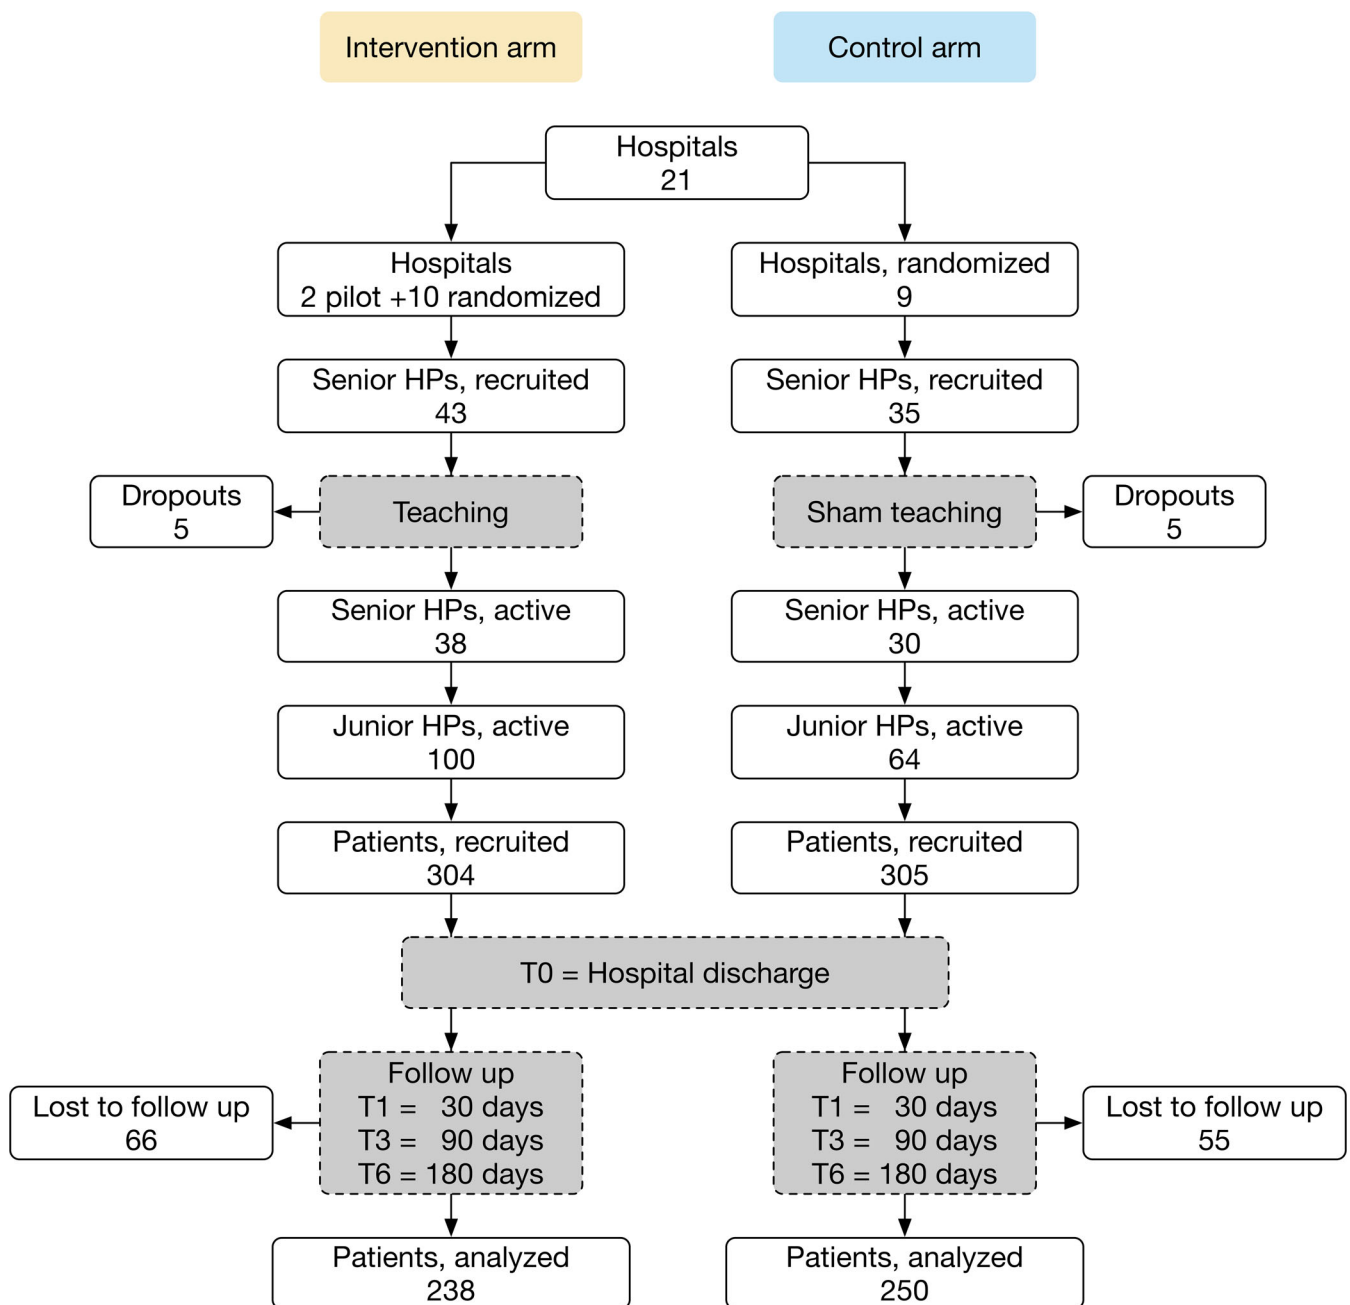 Intervention arm
Control arm
Hospitals
21
Hospitals
2 pilot +10 randomized
Hospitals, randomized
9
Senior HPs, recruited
43
Senior HPs, recruited
35
Dropouts
5
Teaching
Sham teaching
Dropouts
5
Senior HPs, active
38
Senior HPs, active
30
Junior HPs, active
100
Junior HPs, active
64
Patients, recruited
304
Patients, recruited
305
T0 = Hospital discharge
Lost to follow up
66
Follow up
T1 = 30 days
T3 = 90 days
T6 = 180 days
Follow up
T1 = 30 days
T3 = 90 days
T6 = 180 days
Lost to follow up
55
Patients, analyzed
238
Patients, analyzed
250